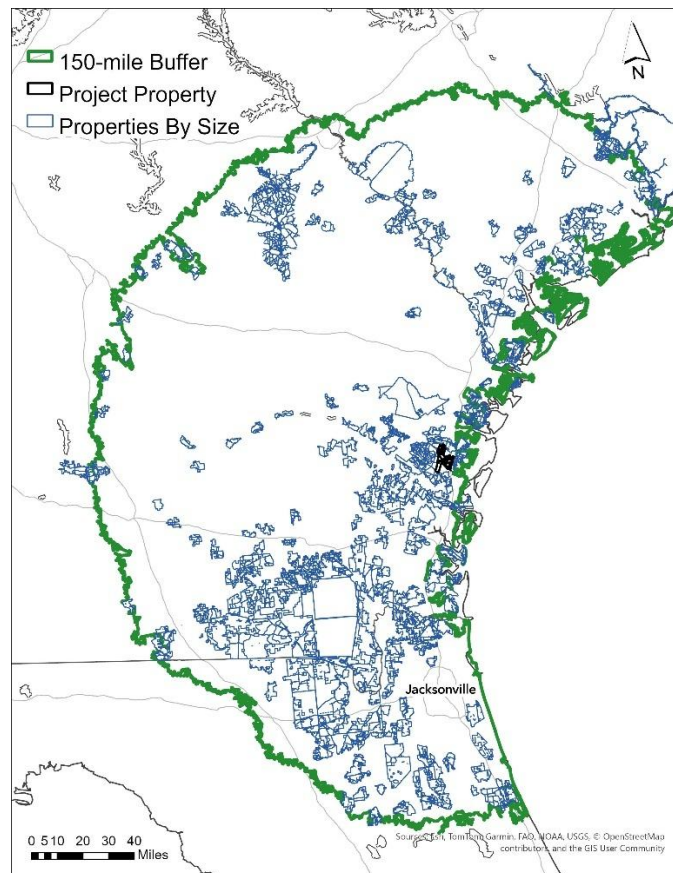 150-mile Buffer
Project Property
Properties By Size
N
Jacksonville
0 5 10 20 30 40
Miles
Sources: Esri, TomTom, Garmin, FAO, NOAA, USGS, © OpenStreetMap
contributors, and the GIS User Community